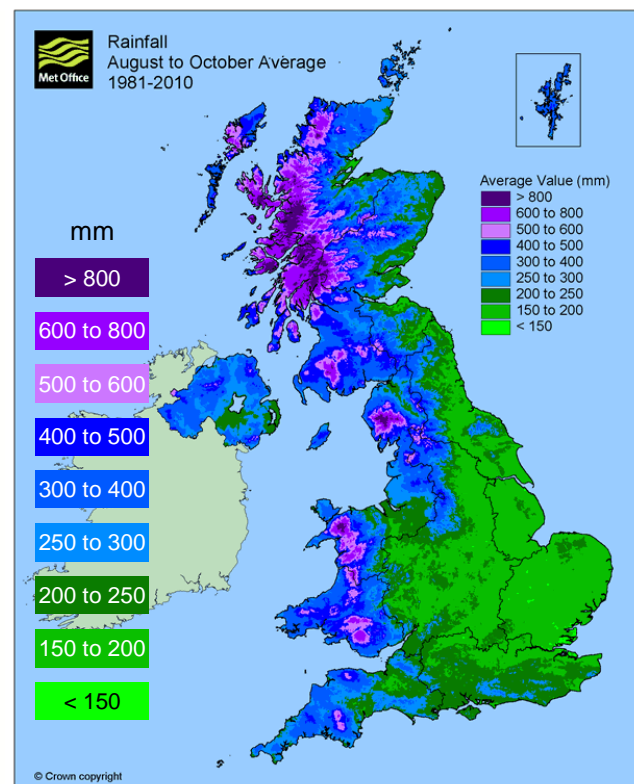 Met Office
Rainfall
August to October Average
1981-2010
Average Value (mm)
> 800
600 to 800
500 to 600
400 to 500
300 to 400
250 to 300
200 to 250
150 to 200
< 150
mm
> 800
600 to 800
500 to 600
400 to 500
300 to 400
250 to 300
200 to 250
150 to 200
< 150
© Crown copyright